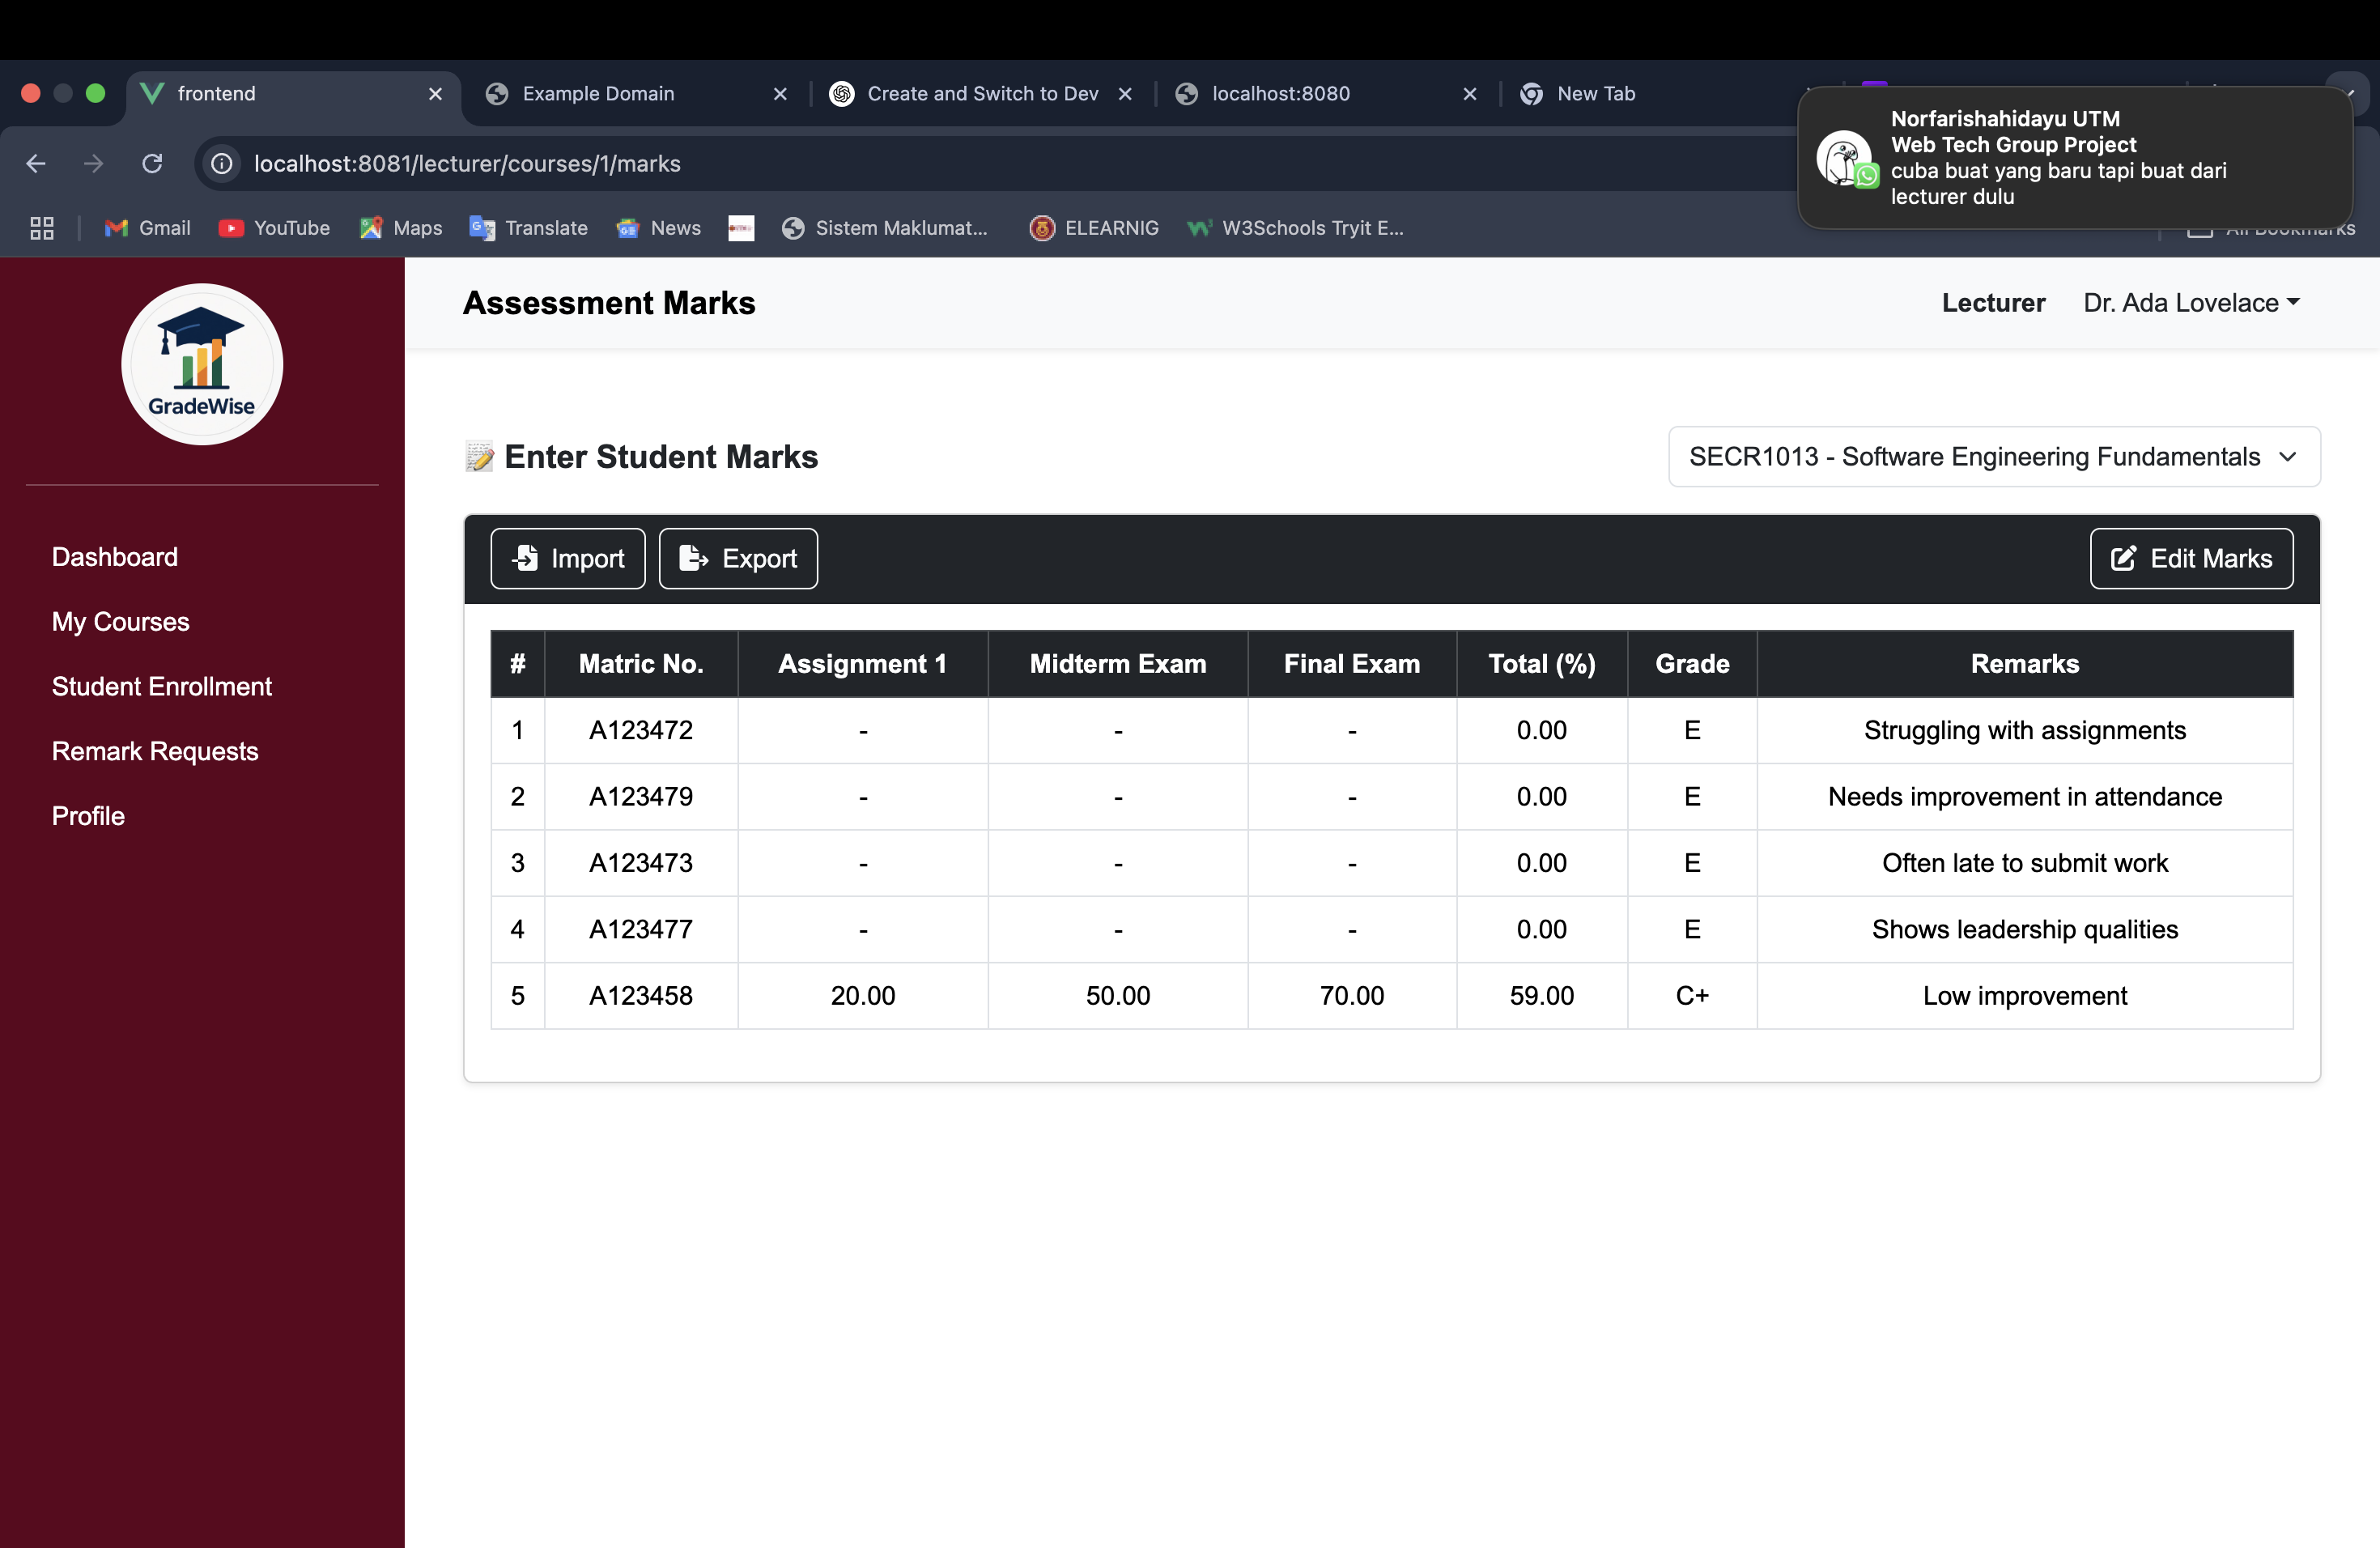 frontend
Example Domain
Create and Switch to Dev
localhost:8080
New Tab
Norfarishahidayu UTM
Web Tech Group Project
cuba buat yang baru tapi buat dari
lecturer dulu
localhost:8081/lecturer/courses/1/marks
Gmail
YouTube
Maps
Translate
News
Sistem Maklumat...
ELEARNIG
W3Schools Tryit E...
All Bookmarks
GradeWise
Dashboard
My Courses
Student Enrollment
Remark Requests
Profile
Assessment Marks
Lecturer Dr. Ada Lovelace
Enter Student Marks
SECR1013 - Software Engineering Fundamentals
Import Export Edit Marks
# Matric No. Assignment 1 Midterm Exam Final Exam Total (%) Grade Remarks
1 A123472 - - - 0.00 E Struggling with assignments
2 A123479 - - - 0.00 E Needs improvement in attendance
3 A123473 - - - 0.00 E Often late to submit work
4 A123477 - - - 0.00 E Shows leadership qualities
5 A123458 20.00 50.00 70.00 59.00 C+ Low improvement